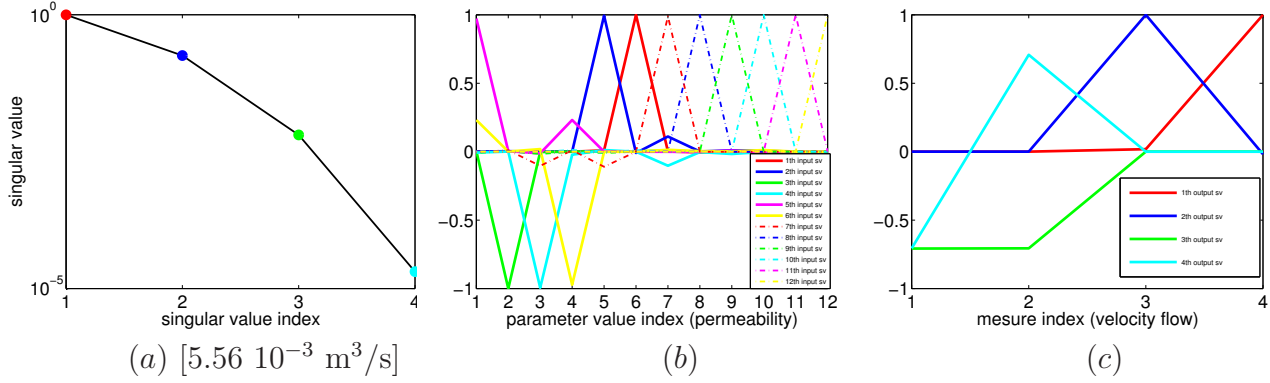 10^0
10^-5
singular value
1 2 3 4
singular value index
(a) [5.56 10^-3 m^3/s]
1
0.5
0
−0.5
−1
1 2 3 4 5 6 7 8 9 10 11 12
parameter value index (permeability)
1th input sv
2th input sv
3th input sv
4th input sv
5th input sv
6th input sv
7th input sv
8th input sv
9th input sv
10th input sv
11th input sv
12th input sv
(b)
1
0.5
0
−0.5
−1
1 2 3 4
mesure index (velocity flow)
1th output sv
2th output sv
3th output sv
4th output sv
(c)